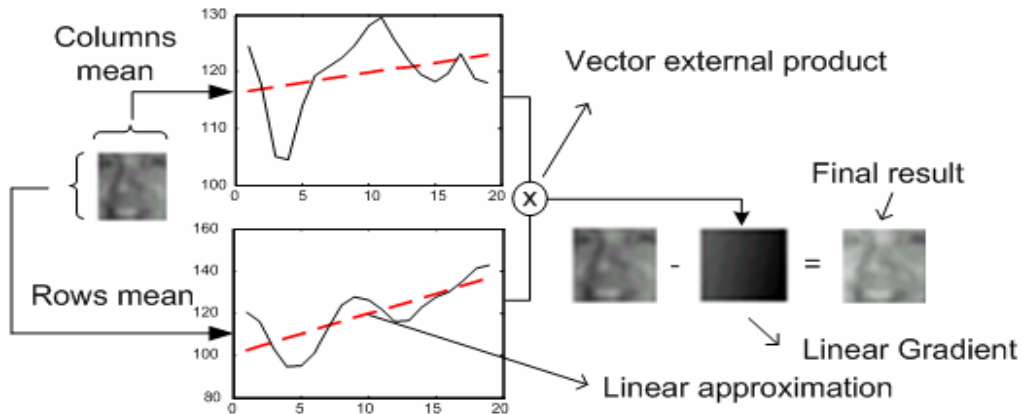 Columns
mean
130
120
110
100
0
5
10
15
20
Vector external product
X
Final result
Rows mean
160
140
120
100
80
0
5
10
15
20
-
=
Linear Gradient
Linear approximation